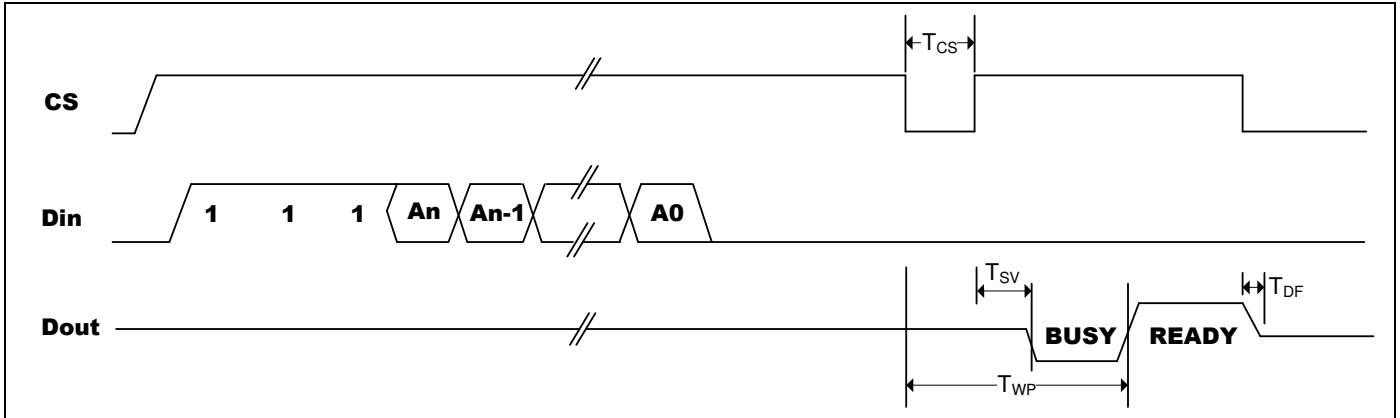 TCS
CS
Din 1 1 1 An An-1 A0
TSV
TDF
Dout BUSY READY
TWP